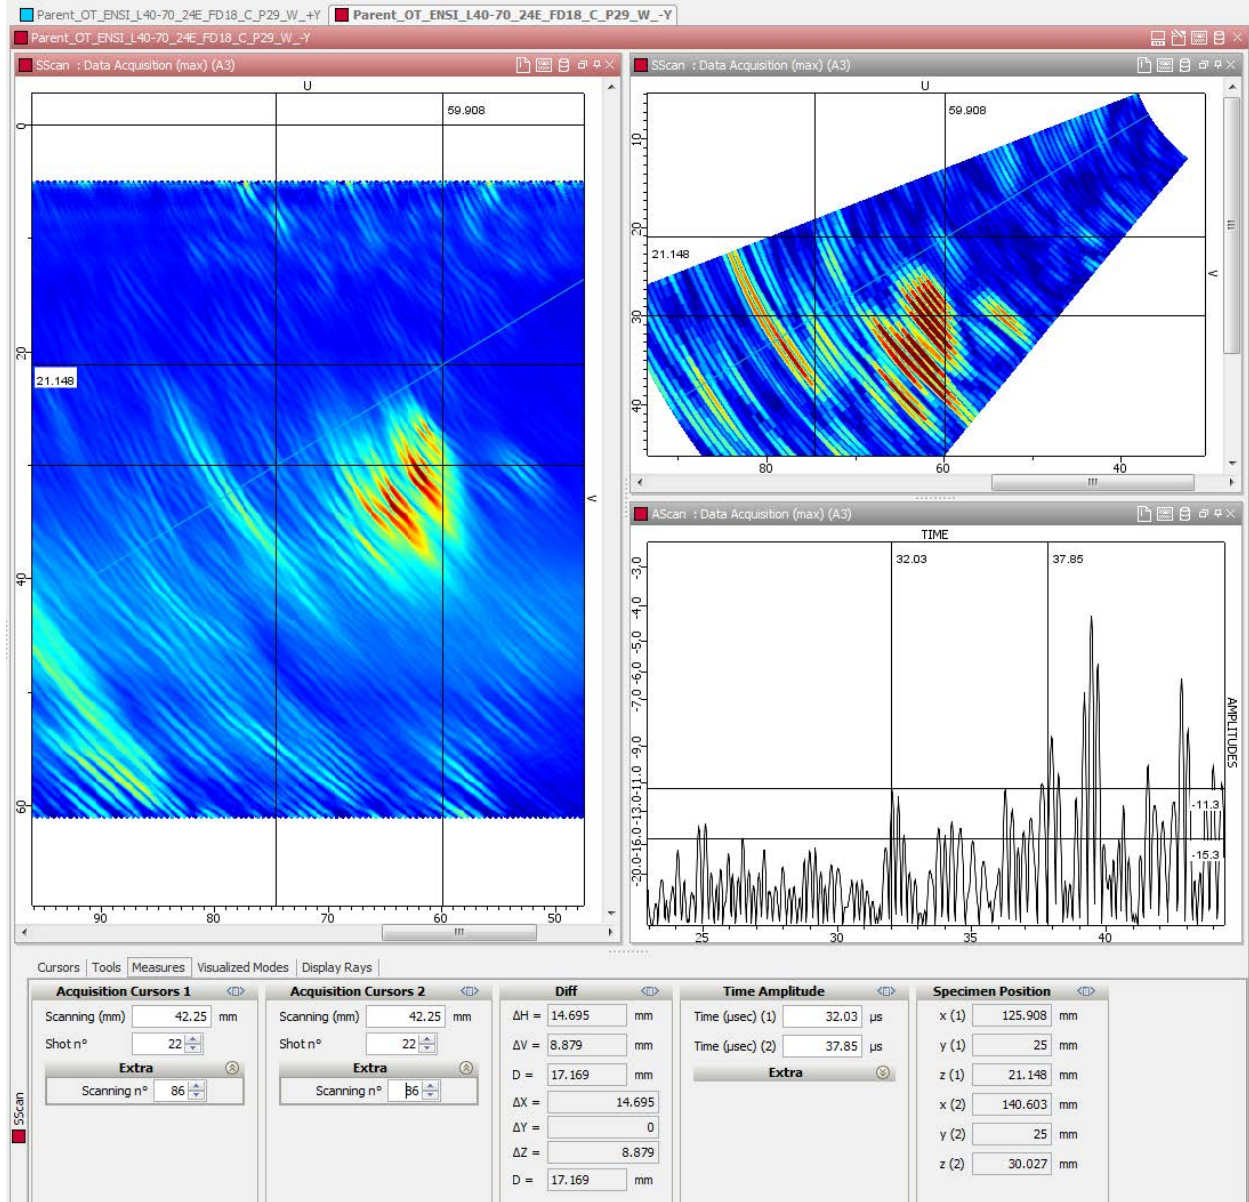 Parent_OT_ENSI_L40-70_24E_FD18_C_P29_W_+Y Parent_OT_ENSI_L40-70_24E_FD18_C_P29_W_-Y
Parent_OT_ENSI_L40-70_24E_FD18_C_P29_W_-Y
SScan : Data Acquisition (max) (A3)
U
59.908
0
20
21.148
V
40
60
90 80 70 60 50
SScan : Data Acquisition (max) (A3)
U
59.908
10
20
21.148
V
30
40
80 60 40
AScan : Data Acquisition (max) (A3)
TIME
32.03 37.85
-3.0
-4.0
-5.0
-6.0
-7.0
-9.0
-11.0
-13.0
-16.0
-20.0
AMPLITUDES
-11.3
-15.3
25 30 35 40
Cursors Tools Measures Visualized Modes Display Rays
SScan
Acquisition Cursors 1
Scanning (mm) 42.25 mm
Shot n° 22
Extra
Scanning n° 86
Acquisition Cursors 2
Scanning (mm) 42.25 mm
Shot n° 22
Extra
Scanning n° 86
Diff
ΔH = 14.695 mm
ΔV = 8.879 mm
D = 17.169 mm
ΔX = 14.695
ΔY = 0
ΔZ = 8.879
D = 17.169 mm
Time Amplitude
Time (µsec) (1) 32.03 µs
Time (µsec) (2) 37.85 µs
Extra
Specimen Position
x (1) 125.908 mm
y (1) 25 mm
z (1) 21.148 mm
x (2) 140.603 mm
y (2) 25 mm
z (2) 30.027 mm